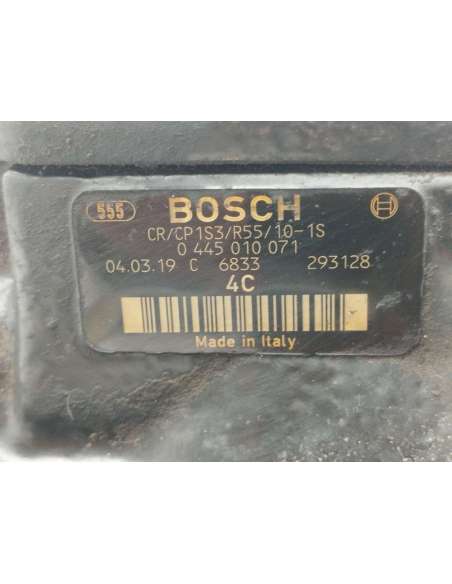 555 BOSCH
CR/CP1S3/R55/10-1S
0 445 010 071
04.03.19 C 6833 293128
4C
Made in Italy